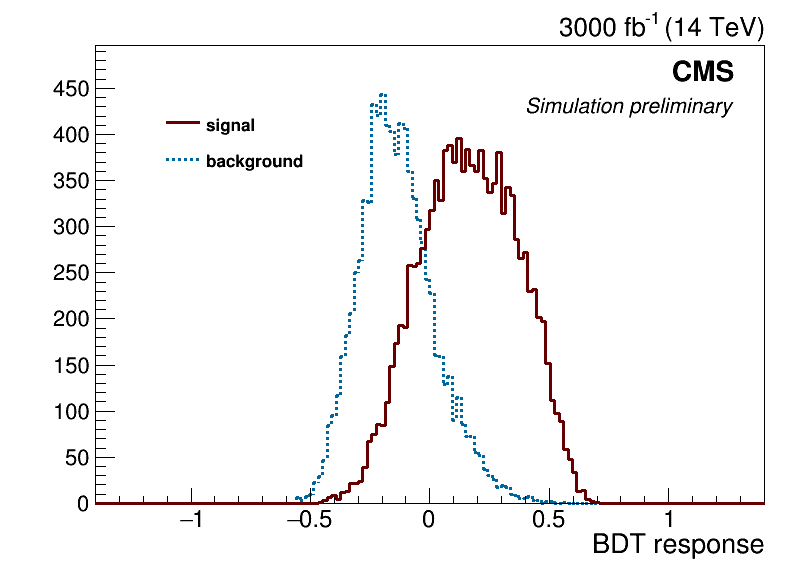 3000 fb⁻¹ (14 TeV)
CMS
Simulation preliminary
signal
background
450
400
350
300
250
200
150
100
50
0
−1 −0.5 0 0.5 1
BDT response